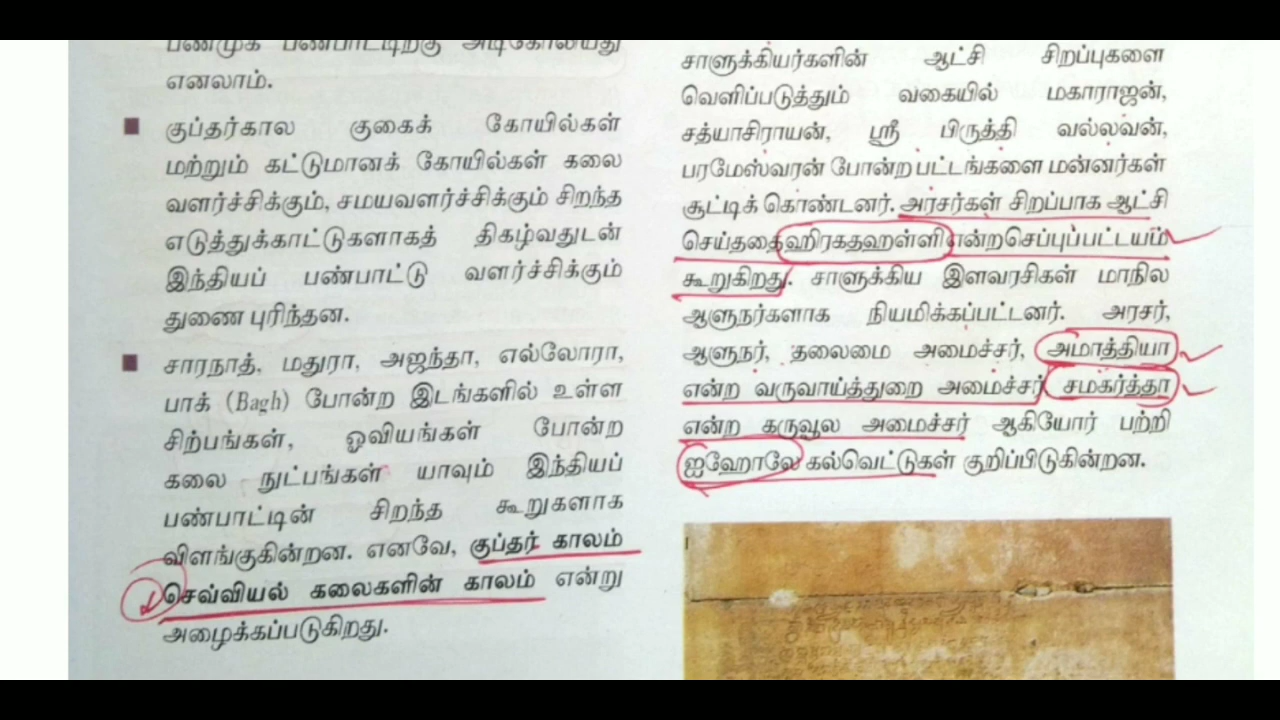 பன்முக பண்பாட்டிற்கு அடிகோலியது
எனலாம்.
குப்தர்கால குகைக் கோயில்கள்
மற்றும் கட்டுமானக் கோயில்கள் கலை
வளர்ச்சிக்கும், சமயவளர்ச்சிக்கும் சிறந்த
எடுத்துக்காட்டுகளாகத் திகழ்வதுடன்
இந்தியப் பண்பாட்டு வளர்ச்சிக்கும்
துணை புரிந்தன.
சாரநாத், மதுரா, அஜந்தா, எல்லோரா,
பாக் (Bagh) போன்ற இடங்களில் உள்ள
சிற்பங்கள், ஓவியங்கள் போன்ற
கலை நுட்பங்கள் யாவும் இந்தியப்
பண்பாட்டின் சிறந்த கூறுகளாக
விளங்குகின்றன. எனவே, குப்தர் காலம்
செவ்வியல் கலைகளின் காலம் என்று
அழைக்கப்படுகிறது.
சாளுக்கியர்களின் ஆட்சி சிறப்புகளை
வெளிப்படுத்தும் வகையில் மகாராஜன்,
சத்யாசிராயன், ஸ்ரீ பிருத்தி வல்லவன்,
பரமேஸ்வரன் போன்ற பட்டங்களை மன்னர்கள்
சூட்டிக் கொண்டனர். அரசர்கள் சிறப்பாக ஆட்சி
செய்ததை ஹிரகதஹள்ளி என்ற செப்புப்பட்டயம்
கூறுகிறது. சாளுக்கிய இளவரசிகள் மாநில
ஆளுநர்களாக நியமிக்கப்பட்டனர். அரசர்,
ஆளுநர், தலைமை அமைச்சர், அமாத்தியா
என்ற வருவாய்த்துறை அமைச்சர் சமகர்த்தா
என்ற கருவூல அமைச்சர் ஆகியோர் பற்றி
ஐஹோலே கல்வெட்டுகள் குறிப்பிடுகின்றன.